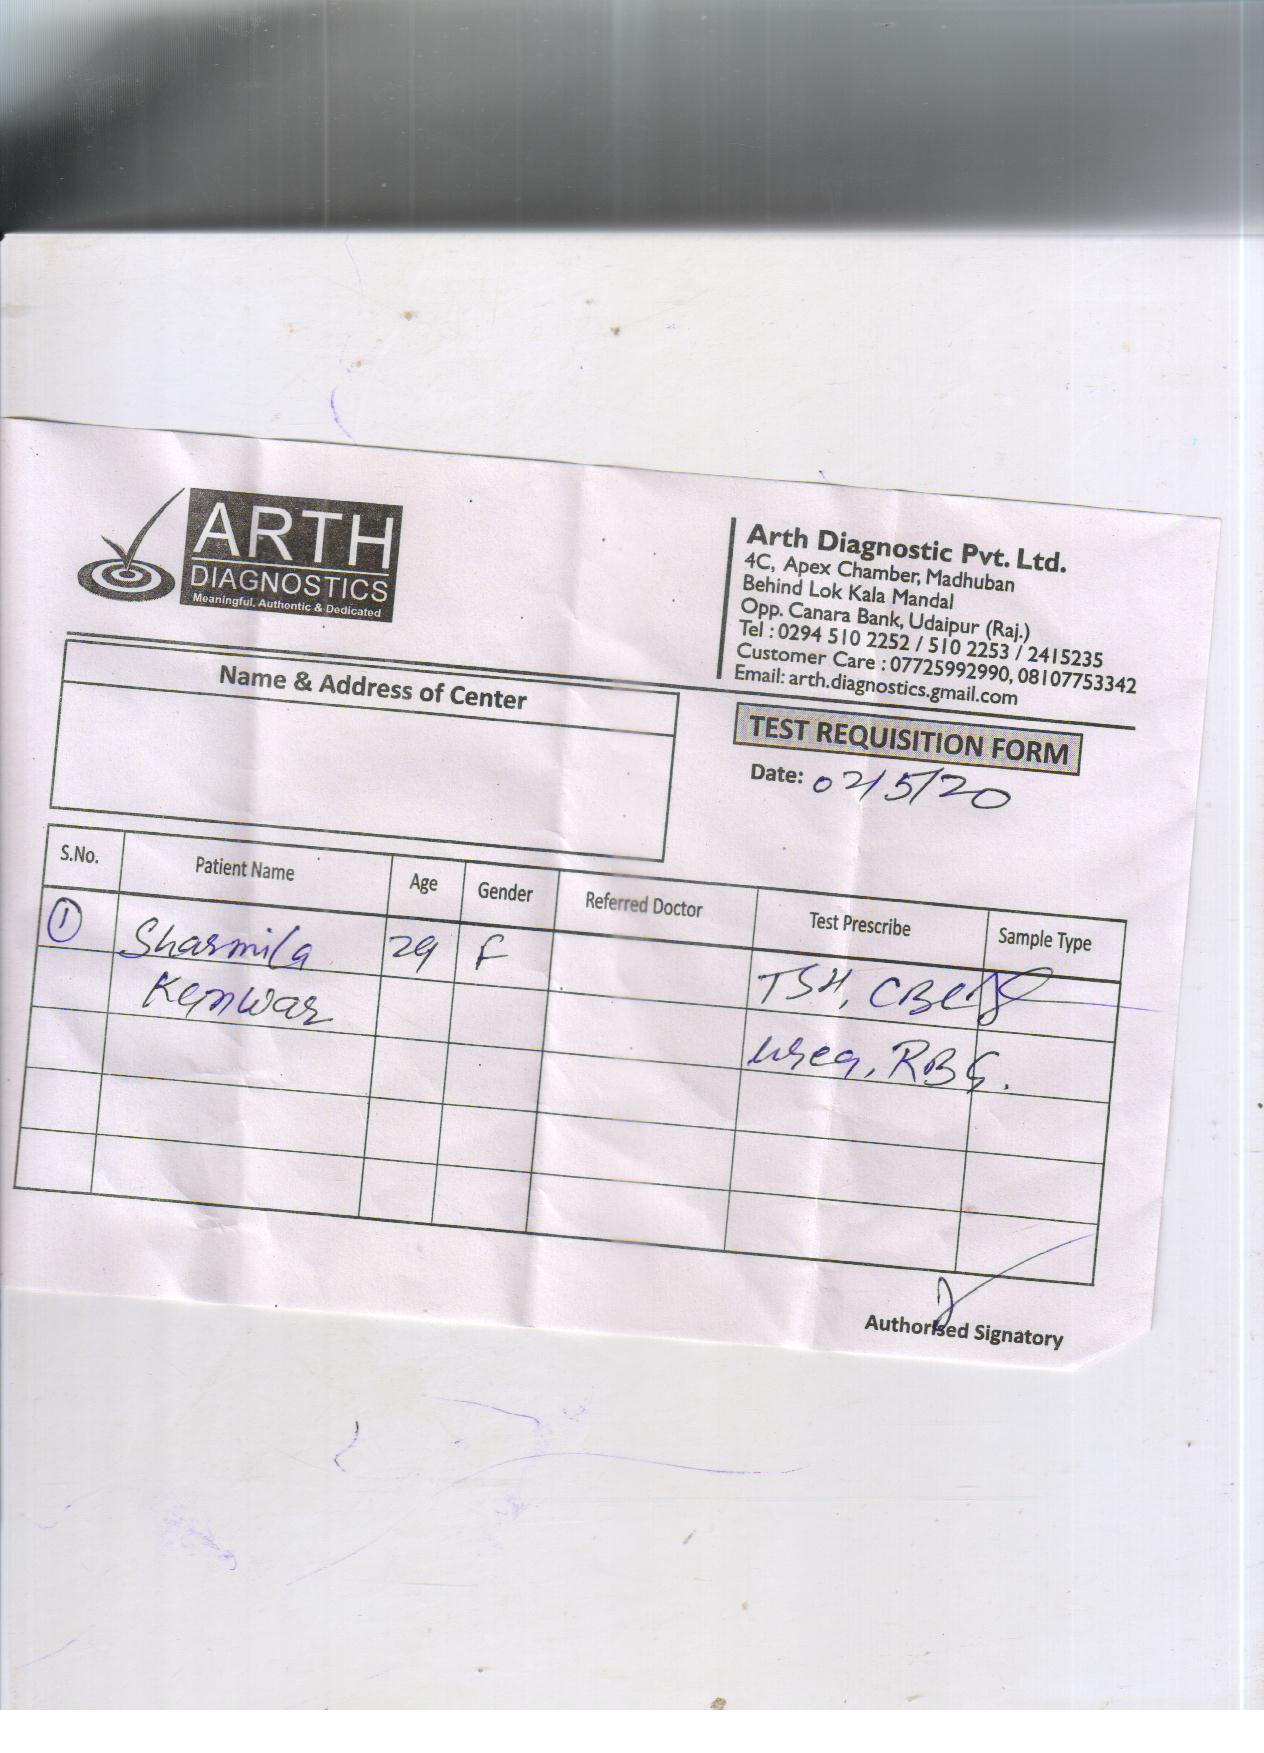 ARTH
DIAGNOSTICS
Meaningful, Authentic & Dedicated
Arth Diagnostic Pvt. Ltd.
4C, Apex Chamber, Madhuban
Behind Lok Kala Mandal
Opp. Canara Bank, Udaipur (Raj.)
Tel : 0294 510 2252 / 510 2253 / 2415235
Customer Care : 07725992990, 08107753342
Email: arth.diagnostics.gmail.com
Name & Address of Center
TEST REQUISITION FORM
Date: 02/5/20
S.No. Patient Name Age Gender Referred Doctor Test Prescribe Sample Type
1 Sharmila 29 F TSH,
Kanwar
Urea, RBS.
Authorised Signatory